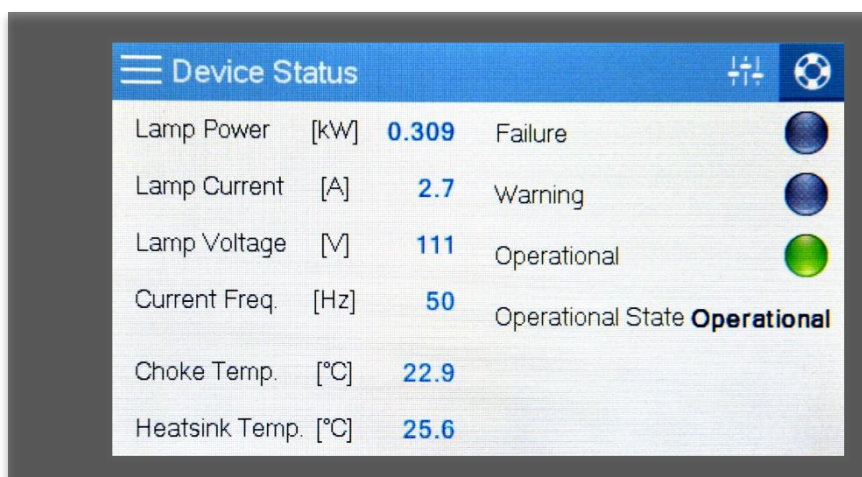 Device Status
Lamp Power [kW] 0.309
Lamp Current [A] 2.7
Lamp Voltage [V] 111
Current Freq. [Hz] 50
Choke Temp. [°C] 22.9
Heatsink Temp. [°C] 25.6
Failure
Warning
Operational
Operational State Operational